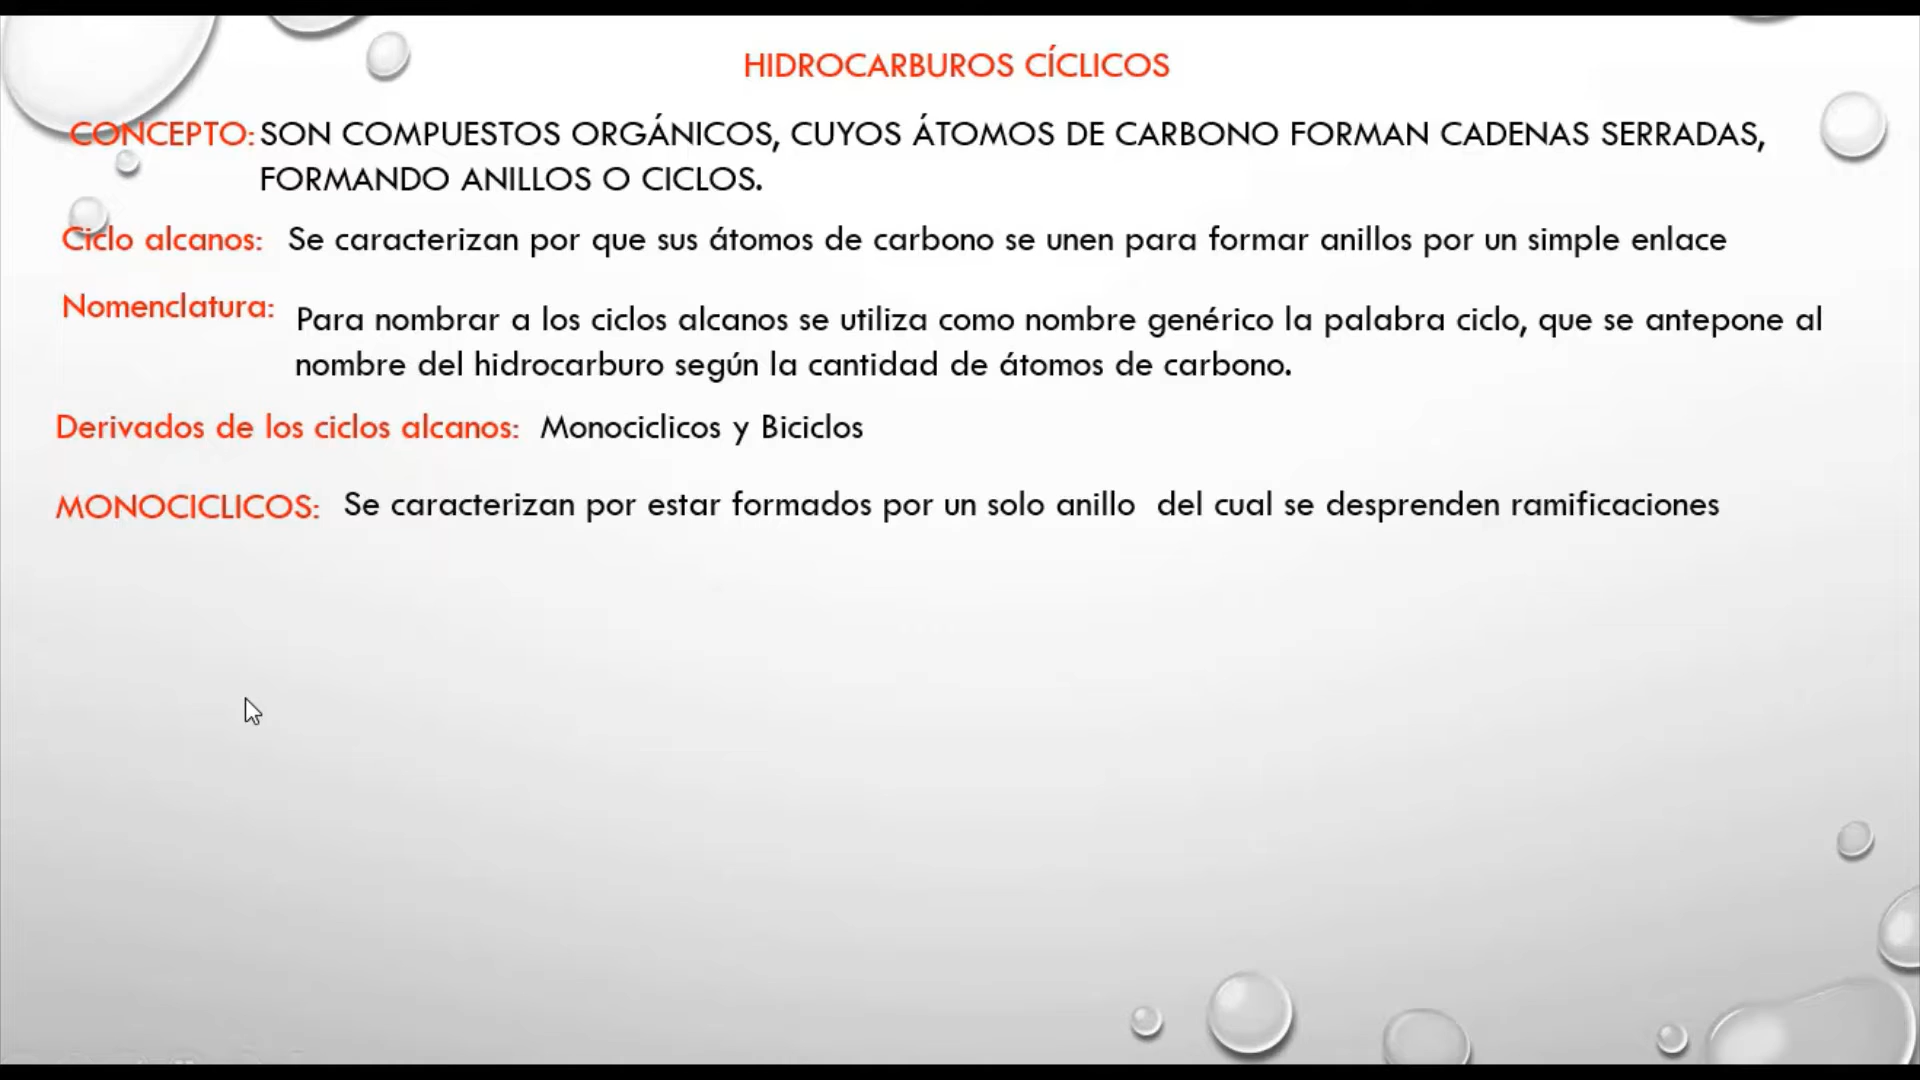 HIDROCARBUROS CÍCLICOS
CONCEPTO: SON COMPUESTOS ORGÁNICOS, CUYOS ÁTOMOS DE CARBONO FORMAN CADENAS SERRADAS,
FORMANDO ANILLOS O CICLOS.
Ciclo alcanos: Se caracterizan por que sus átomos de carbono se unen para formar anillos por un simple enlace
Nomenclatura: Para nombrar a los ciclos alcanos se utiliza como nombre genérico la palabra ciclo, que se antepone al
nombre del hidrocarburo según la cantidad de átomos de carbono.
Derivados de los ciclos alcanos: Monociclicos y Biciclos
MONOCICLICOS: Se caracterizan por estar formados por un solo anillo del cual se desprenden ramificaciones